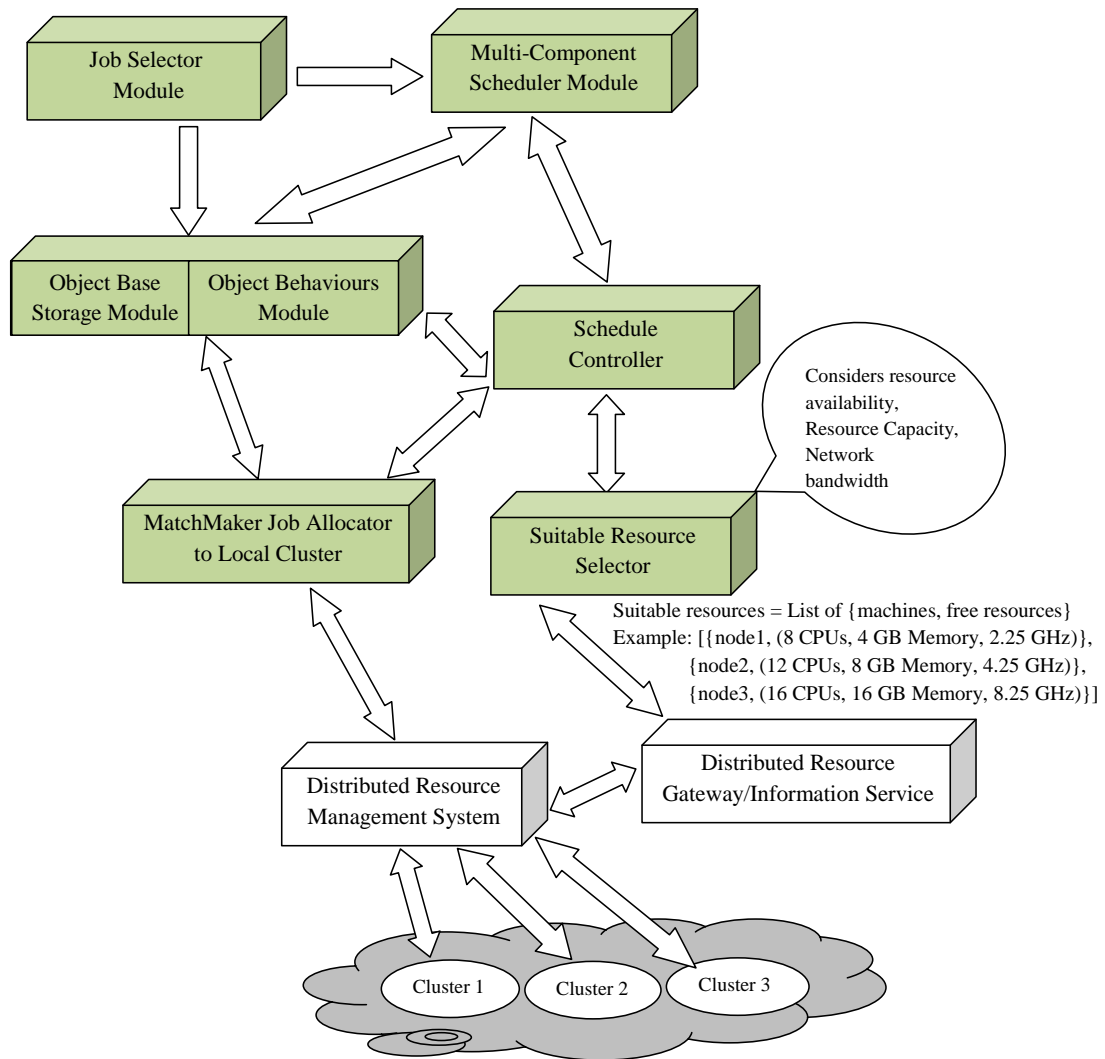 Job Selector
Module
Multi-Component
Scheduler Module
Object Base
Storage Module
Object Behaviours
Module
Schedule
Controller
Considers resource
availability,
Resource Capacity,
Network
bandwidth
MatchMaker Job Allocator
to Local Cluster
Suitable Resource
Selector
Suitable resources = List of {machines, free resources}
Example: [{node1, (8 CPUs, 4 GB Memory, 2.25 GHz)},
{node2, (12 CPUs, 8 GB Memory, 4.25 GHz)},
{node3, (16 CPUs, 16 GB Memory, 8.25 GHz)}]
Distributed Resource
Management System
Distributed Resource
Gateway/Information Service
Cluster 1
Cluster 2
Cluster 3